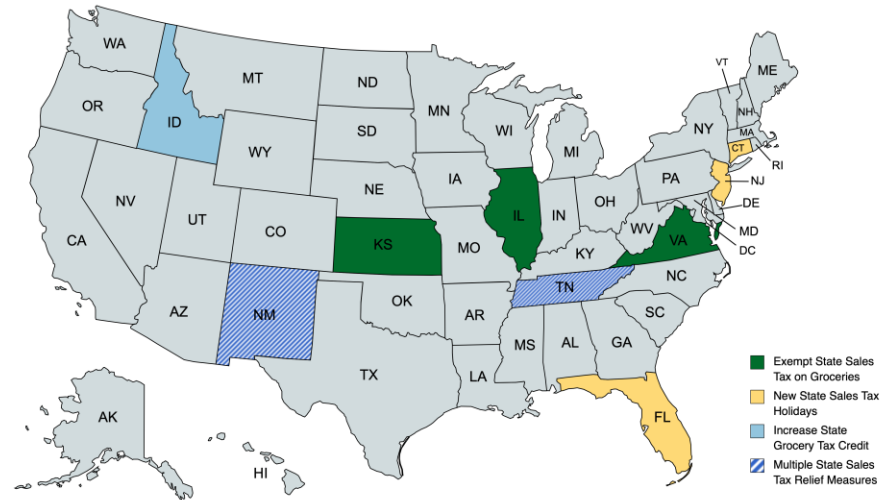 WA
MT
ND
MN
VT
ME
OR
ID
SD
WI
NY
NH
MA
CT
RI
WY
MI
IA
PA
NJ
NV
NE
OH
DE
UT
IL
IN
MD
CO
KS
MO
WV
VA
DC
CA
KY
AZ
NM
OK
TN
NC
AR
SC
TX
MS
AL
GA
LA
FL
AK
HI
Exempt State Sales
Tax on Groceries
New State Sales Tax
Holidays
Increase State
Grocery Tax Credit
Multiple State Sales
Tax Relief Measures